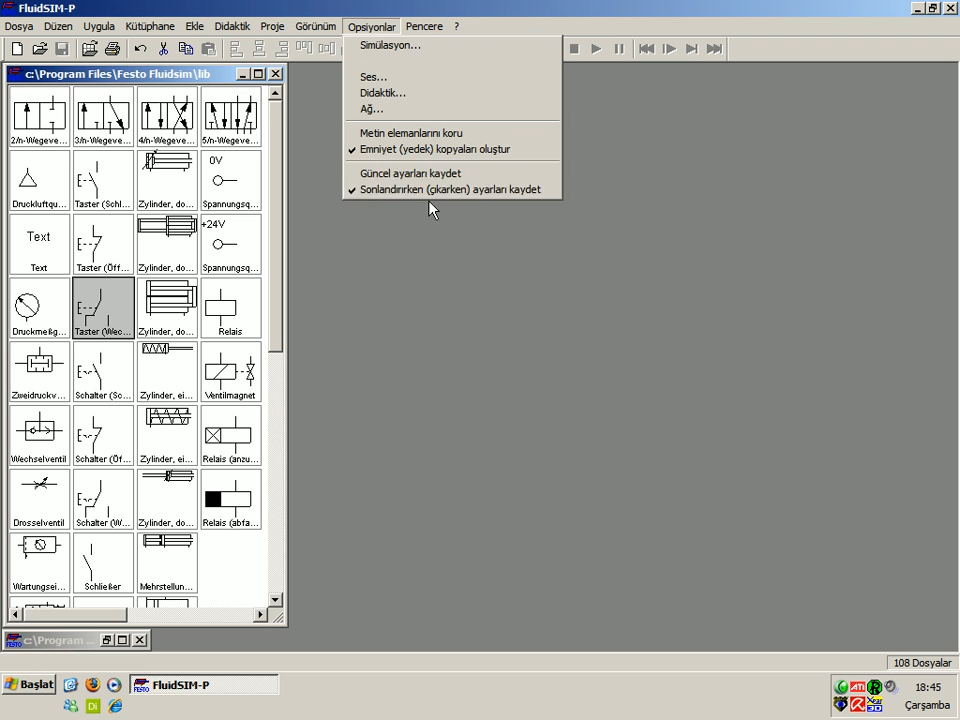 FluidSIM-P
Dosya Düzen Uygula Kütüphane Ekle Didaktik Proje Görünüm Opsiyonlar Pencere ?
Simülasyon...
Ses...
Didaktik...
Ağ...
Metin elemanlarını koru
Emniyet (yedek) kopyaları oluştur
Güncel ayarları kaydet
Sonlandırırken (çıkarken) ayarları kaydet
c:\Program Files\Festo Fluidsim\lib
2/n-Wegeve... 3/n-Wegeve... 4/n-Wegeve... 5/n-Wegeve...
0V
Druckluftqu... Taster (Schl... Zylinder, do... Spannungsq...
Text +24V
Text Taster (Öff... Zylinder, do... Spannungsq...
Druckmeßg... Taster (Wec... Zylinder, do... Relais
Zweidruckv... Schalter (Sc... Zylinder, ei... Ventilmagnet
Wechselventil Schalter (Öf... Zylinder, ei... Relais (anzu...
Drosselventil Schalter (W... Zylinder, do... Relais (abfa...
Wartungsei... Schließer Mehrstellun...
c:\Program
108 Dosyalar
Başlat FESTO FluidSIM-P 18:45
Di Çarşamba